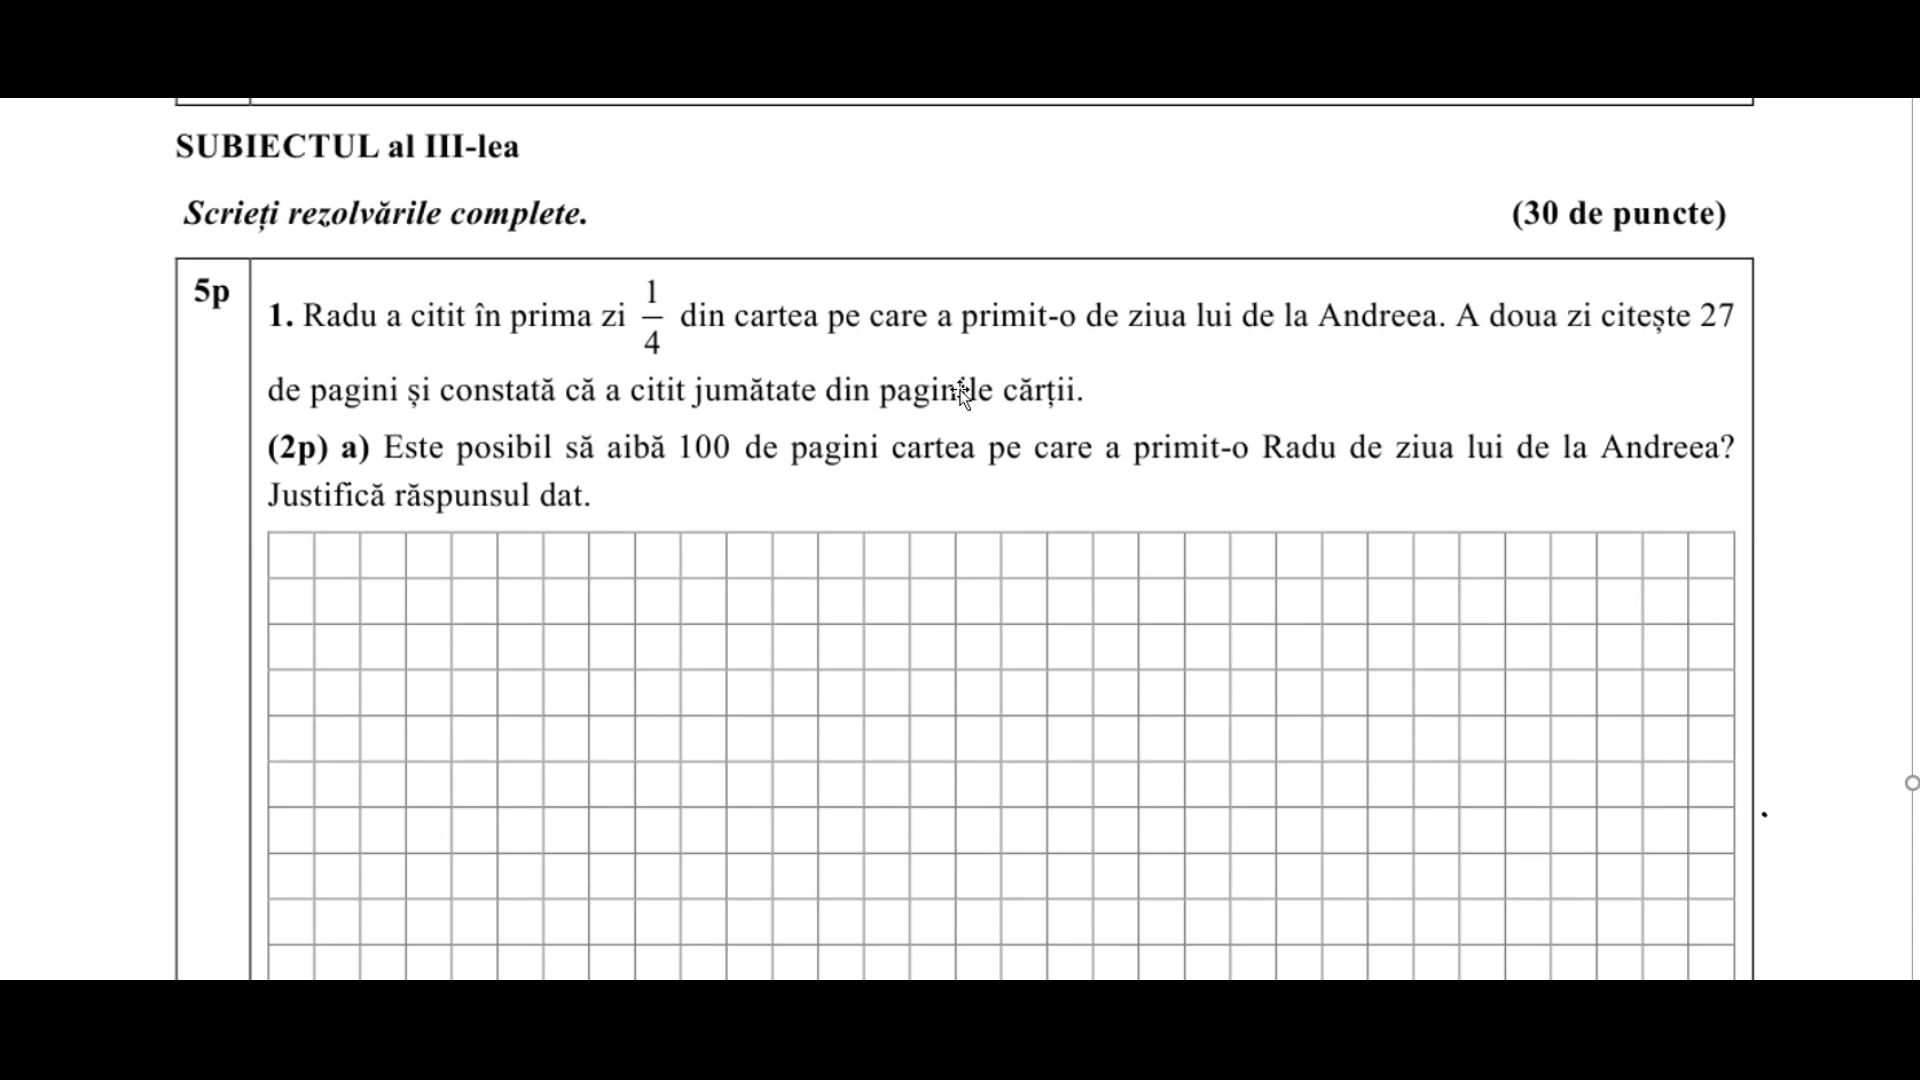 SUBIECTUL al III-lea
Scrieți rezolvările complete. (30 de puncte)
5p
1. Radu a citit în prima zi 1/4 din cartea pe care a primit-o de ziua lui de la Andreea. A doua zi citește 27
de pagini și constată că a citit jumătate din paginile cărții.
(2p) a) Este posibil să aibă 100 de pagini cartea pe care a primit-o Radu de ziua lui de la Andreea?
Justifică răspunsul dat.